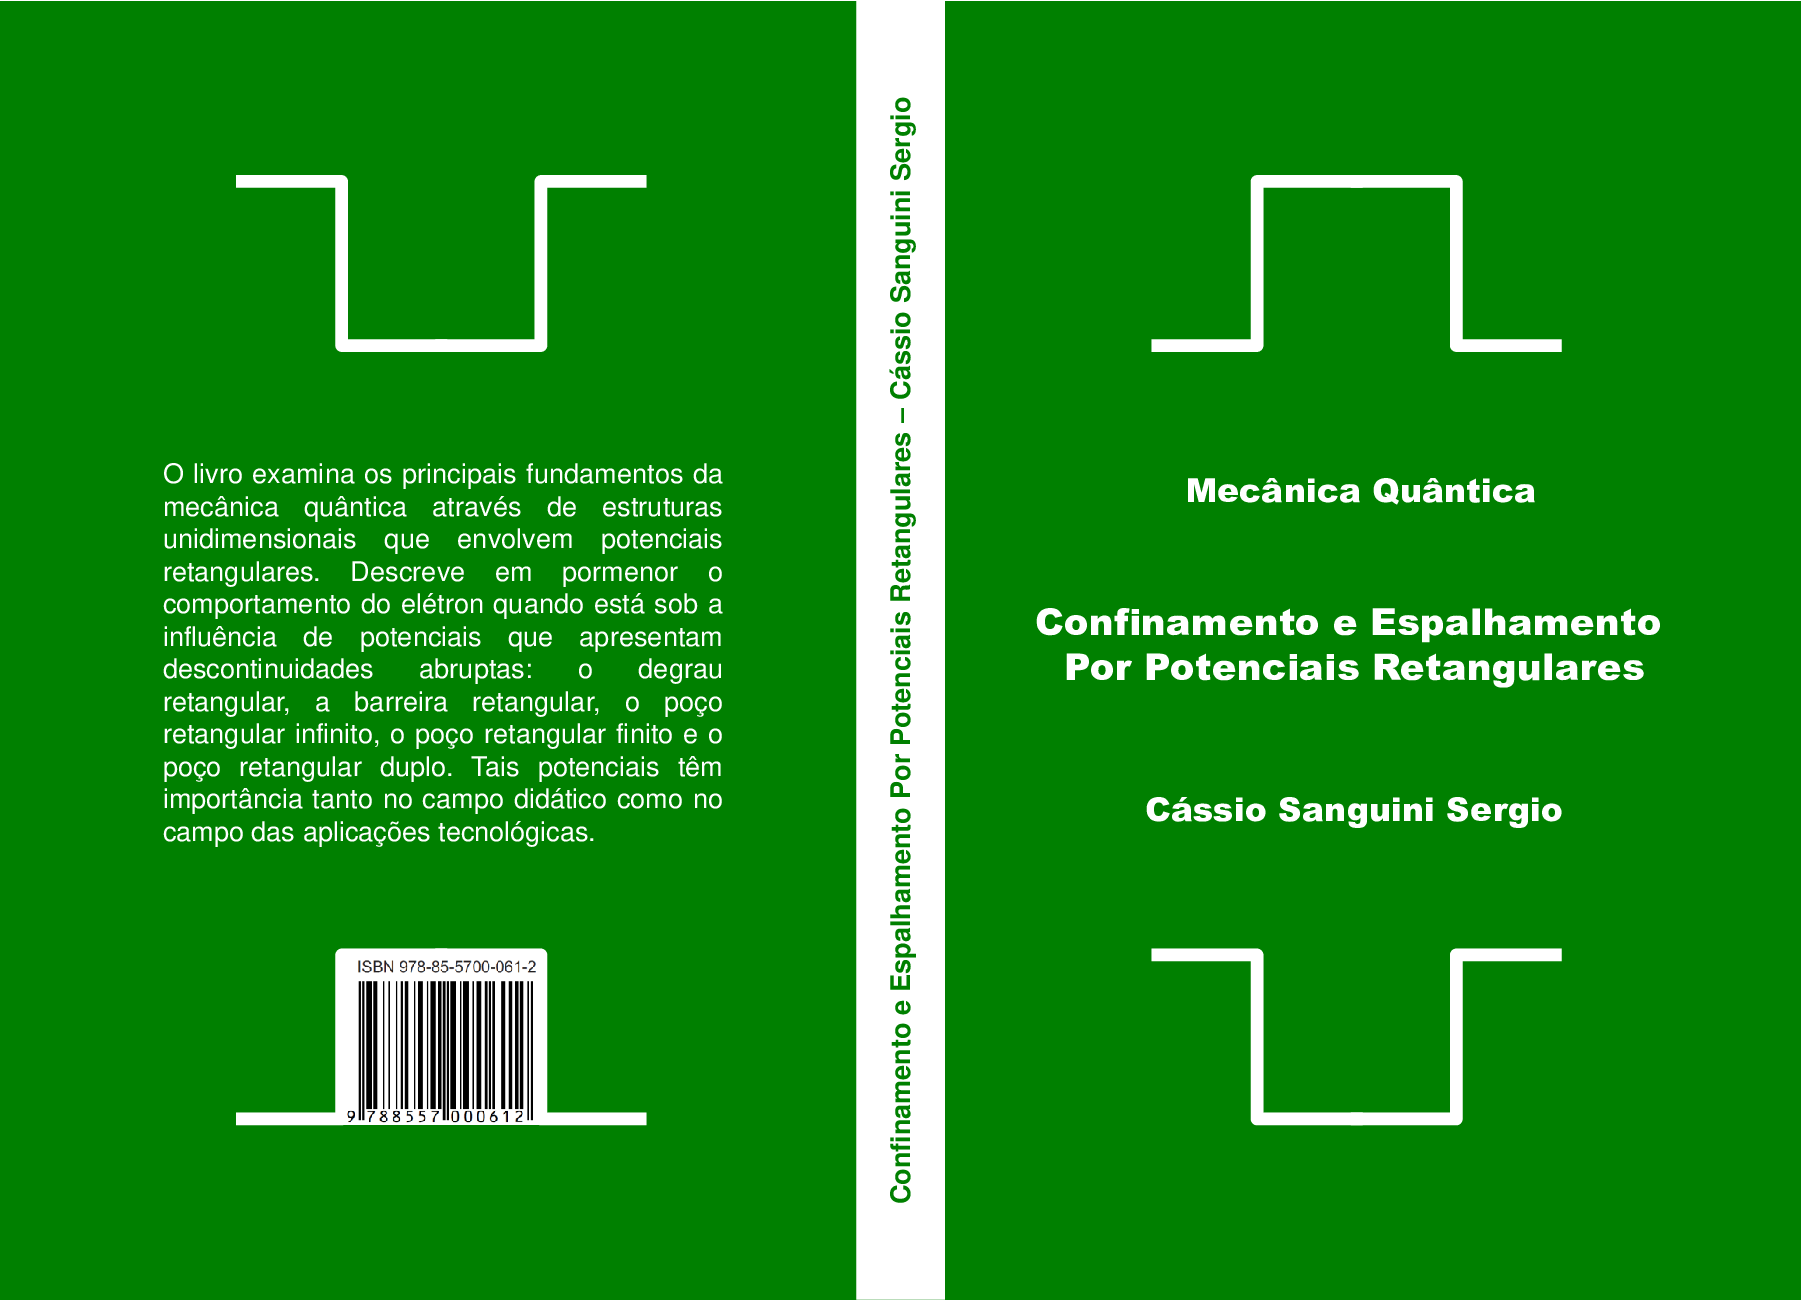 O livro examina os principais fundamentos da
mecânica quântica através de estruturas
unidimensionais que envolvem potenciais
retangulares. Descreve em pormenor o
comportamento do elétron quando está sob a
influência de potenciais que apresentam
descontinuidades abruptas: o degrau
retangular, a barreira retangular, o poço
retangular infinito, o poço retangular finito e o
poço retangular duplo. Tais potenciais têm
importância tanto no campo didático como no
campo das aplicações tecnológicas.
ISBN 978-85-5700-061-2
9 788557 000612
Confinamento e Espalhamento Por Potenciais Retangulares – Cássio Sanguini Sergio
Mecânica Quântica
Confinamento e Espalhamento
Por Potenciais Retangulares
Cássio Sanguini Sergio